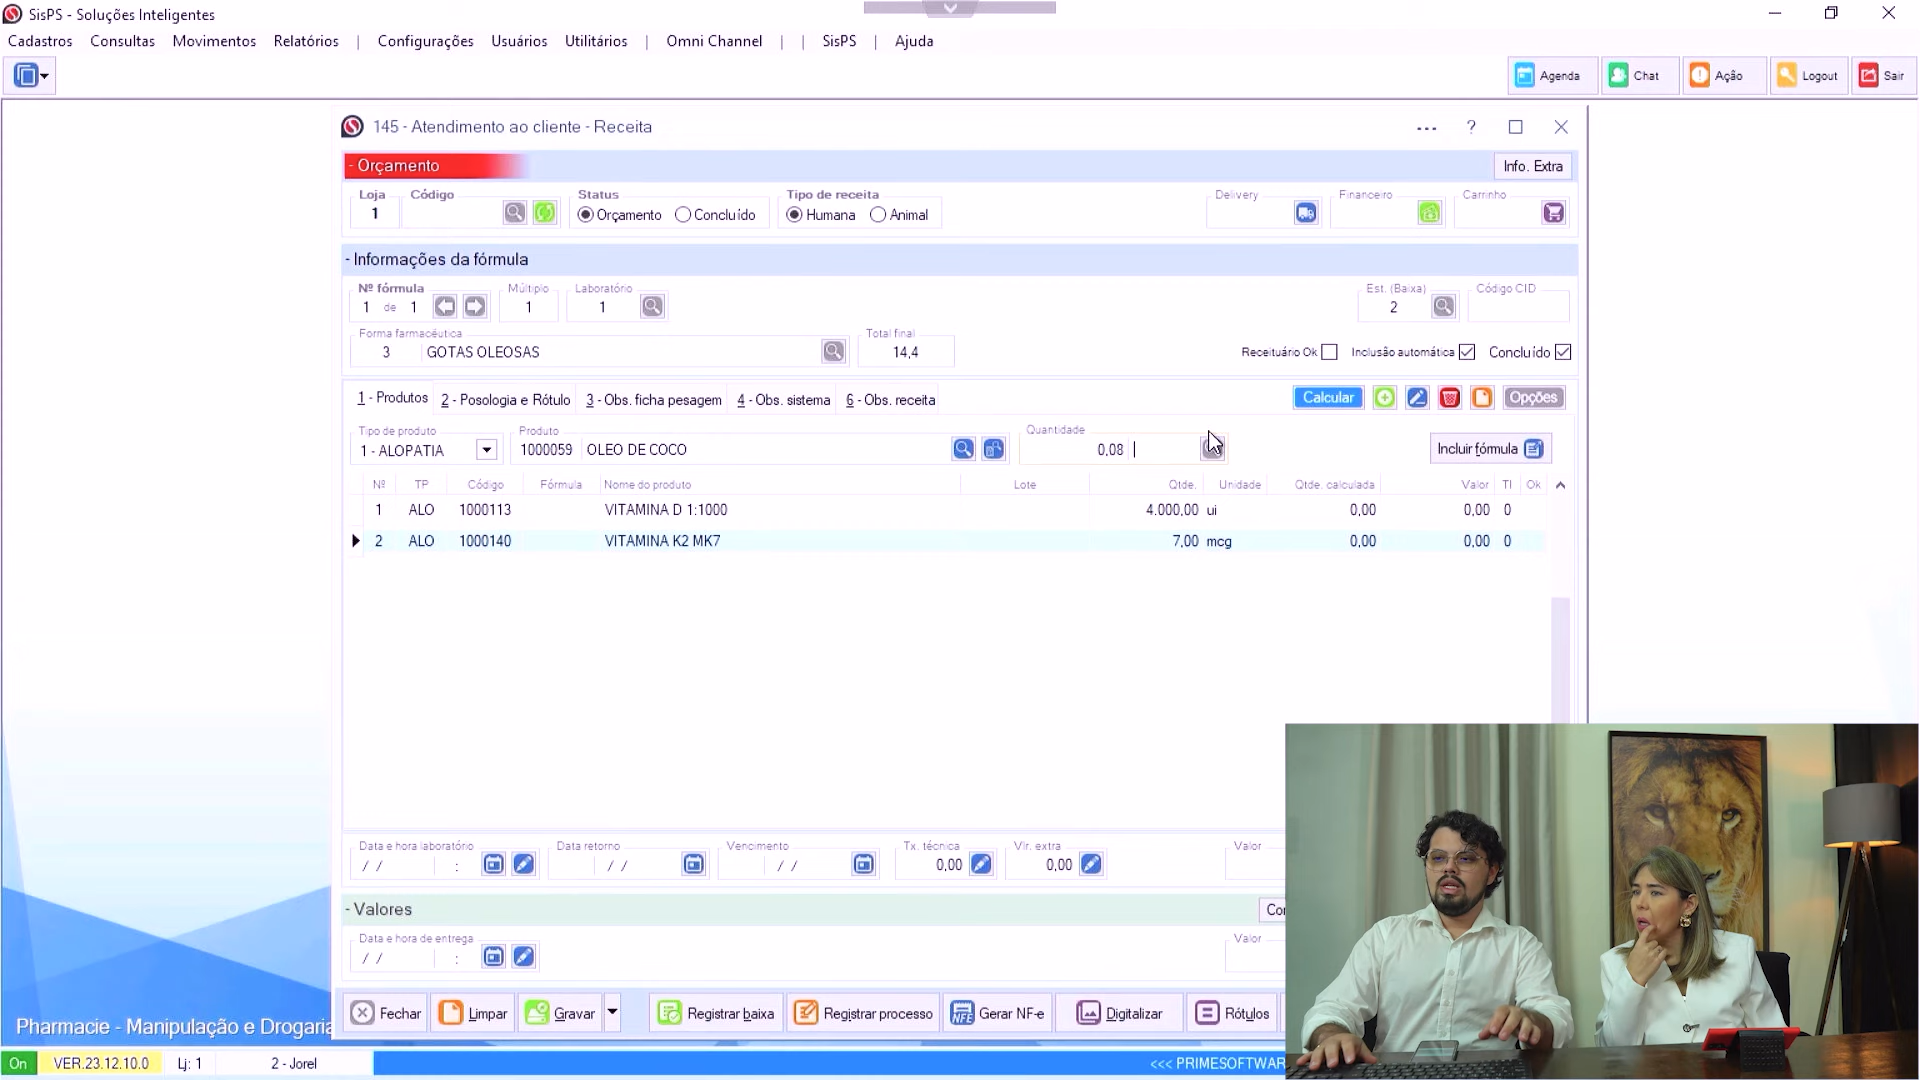 SisPS - Soluções Inteligentes
Cadastros Consultas Movimentos Relatórios | Configurações Usuários Utilitários | Omni Channel | | SisPS | Ajuda
Agenda Chat Ação Logout Sair
145 - Atendimento ao cliente - Receita
- Orçamento
Info. Extra
Loja Código Status Tipo de receita Delivery Financeiro Carrinho
1 Orçamento Concluído Humana Animal
- Informações da fórmula
Nº fórmula Múltiplo Laboratório Est. (Baixa) Código CID
1 de 1 1 1 2
Forma farmacêutica Total final
3 GOTAS OLEOSAS 14,4 Receituário Ok Inclusão automática Concluído
1 - Produtos 2 - Posologia e Rótulo 3 - Obs. ficha pesagem 4 - Obs. sistema 6 - Obs. receita Calcular Opções
Tipo de produto Produto Quantidade
1 - ALOPATIA 1000059 OLEO DE COCO 0,08 Incluir fórmula
Nº TP Código Fórmula Nome do produto Lote Qtde. Unidade Qtde. calculada Valor TI Ok
1 ALO 1000113 VITAMINA D 1:1000 4.000,00 ui 0,00 0,00 0
2 ALO 1000140 VITAMINA K2 MK7 7,00 mcg 0,00 0,00 0
Data e hora laboratório Data retorno Vencimento Tx. técnica Vlr. extra Valor
/ / : / / / / 0,00 0,00
- Valores
Data e hora de entrega Valor
/ / :
Fechar Limpar Gravar Registrar baixa Registrar processo NFE Gerar NF-e Digitalizar Rótulos
Pharmacie - Manipulação e Drogaria
On VER.23.12.10.0 Lj: 1 2 - Jorel <<< PRIMESOFTWAR